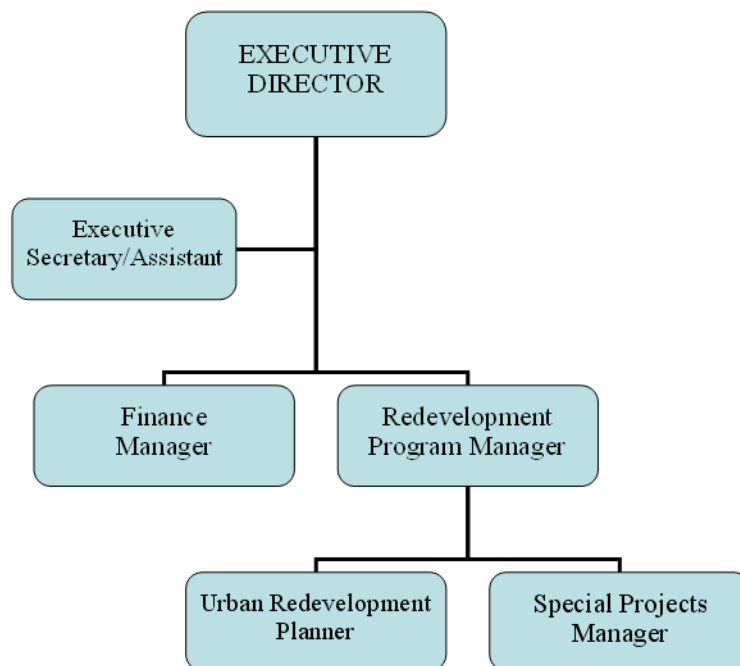 EXECUTIVE
DIRECTOR
Executive
Secretary/Assistant
Finance
Manager
Redevelopment
Program Manager
Urban Redevelopment
Planner
Special Projects
Manager